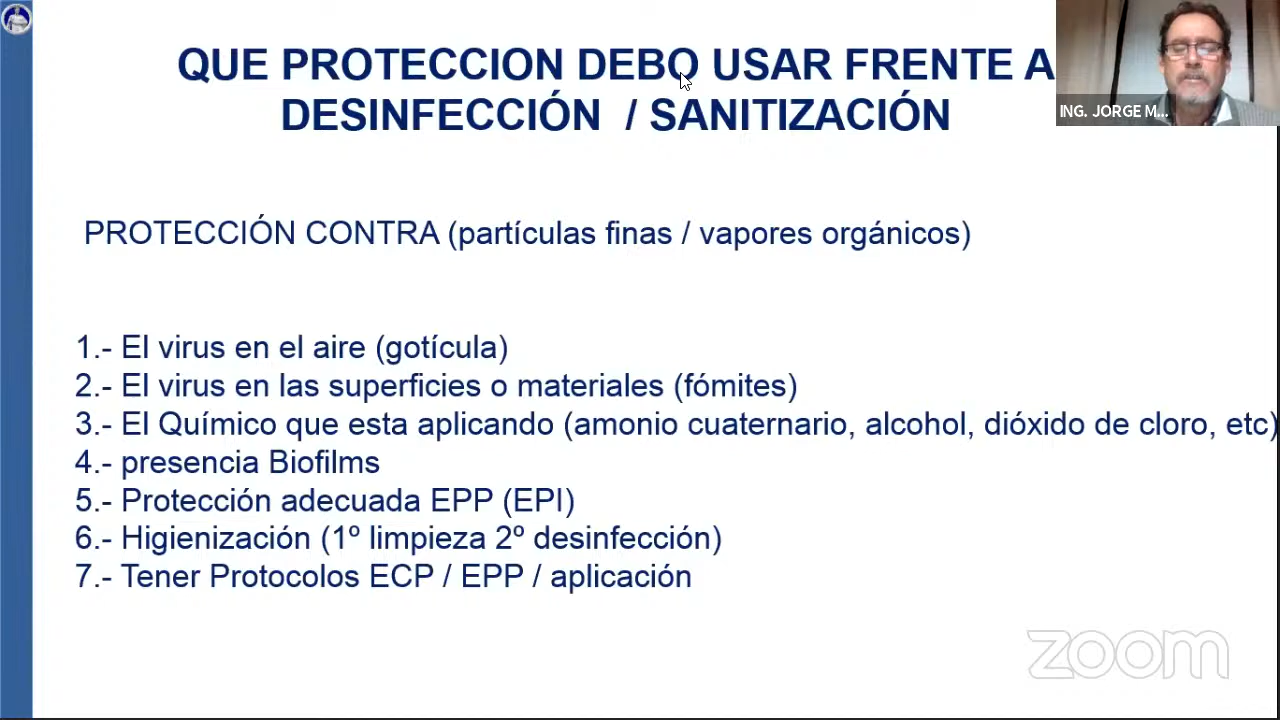 QUE PROTECCION DEBO USAR FRENTE A
DESINFECCIÓN / SANITIZACIÓN
ING. JORGE M...
PROTECCIÓN CONTRA (partículas finas / vapores orgánicos)
1.- El virus en el aire (gotícula)
2.- El virus en las superficies o materiales (fómites)
3.- El Químico que esta aplicando (amonio cuaternario, alcohol, dióxido de cloro, etc)
4.- presencia Biofilms
5.- Protección adecuada EPP (EPI)
6.- Higienización (1º limpieza 2º desinfección)
7.- Tener Protocolos ECP / EPP / aplicación
zoom